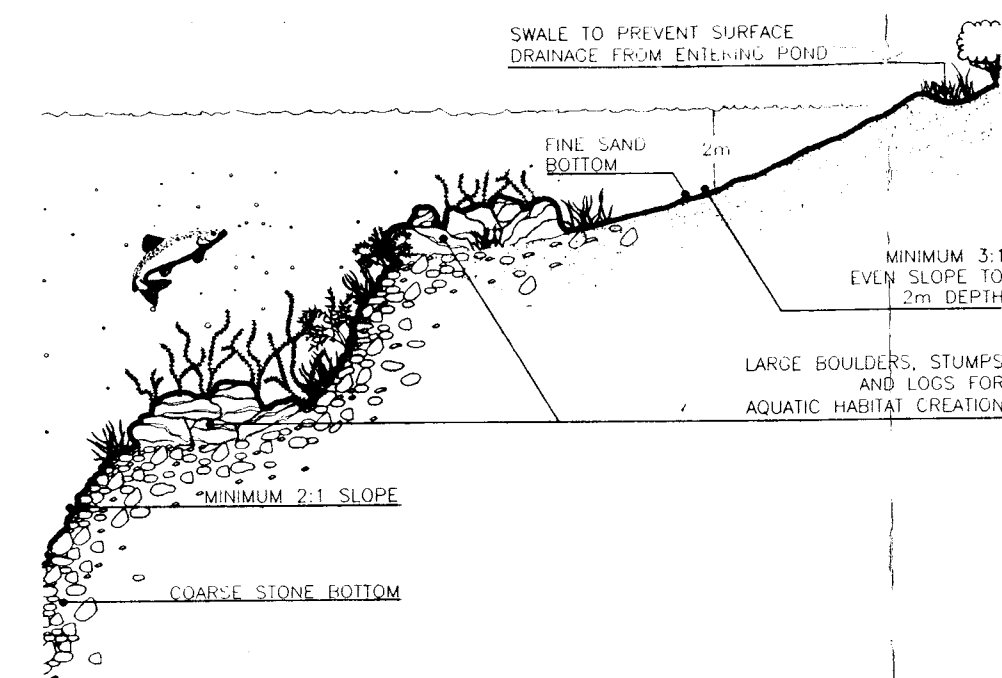 SWALE TO PREVENT SURFACE
DRAINAGE FROM ENTERING POND
FINE SAND
BOTTOM
2m
MINIMUM 3:1
EVEN SLOPE TO
2m DEPTH
LARGE BOULDERS, STUMPS
AND LOGS FOR
AQUATIC HABITAT CREATION
MINIMUM 2:1 SLOPE
COARSE STONE BOTTOM